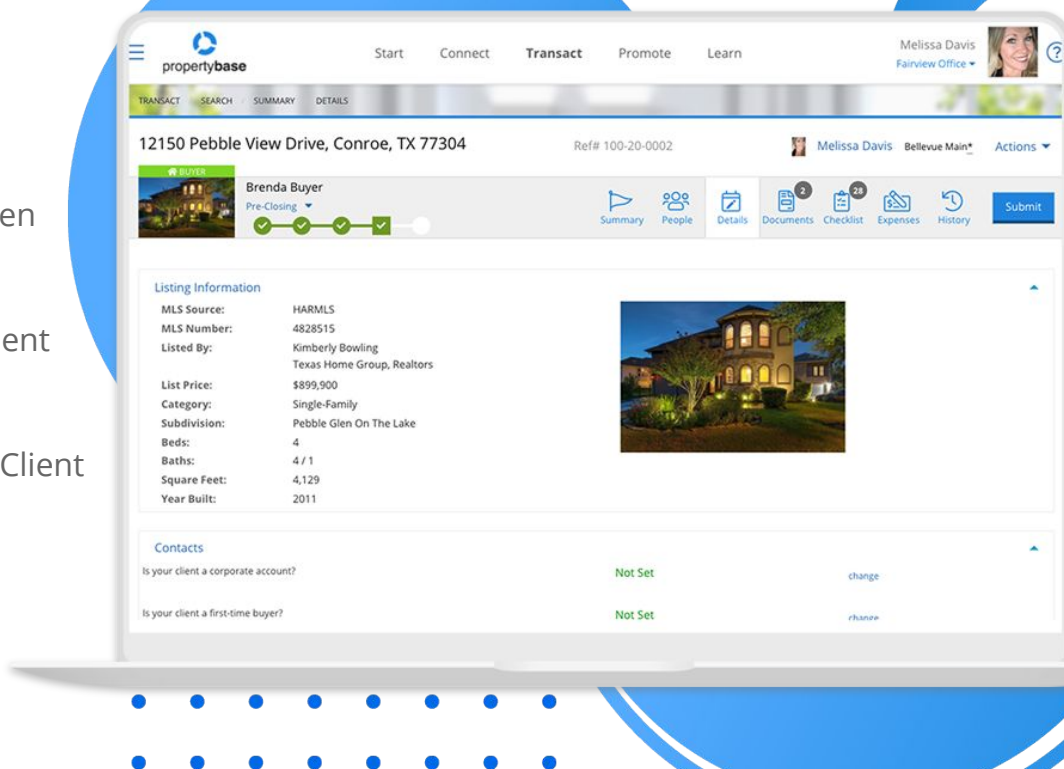 en
ent
Client
propertybase
Start Connect Transact Promote Learn
Melissa Davis
Fairview Office
?
TRANSACT SEARCH / SUMMARY DETAILS
12150 Pebble View Drive, Conroe, TX 77304
Ref# 100-20-0002
Melissa Davis Bellevue Main* Actions
BUYER
Brenda Buyer
Pre-Closing
Summary People Details Documents 2 Checklist 28 Expenses History
Submit
Listing Information
MLS Source: HARMLS
MLS Number: 4828515
Listed By: Kimberly Bowling
Texas Home Group, Realtors
List Price: $899,900
Category: Single-Family
Subdivision: Pebble Glen On The Lake
Beds: 4
Baths: 4 / 1
Square Feet: 4,129
Year Built: 2011
Contacts
Is your client a corporate account? Not Set change
Is your client a first-time buyer? Not Set change